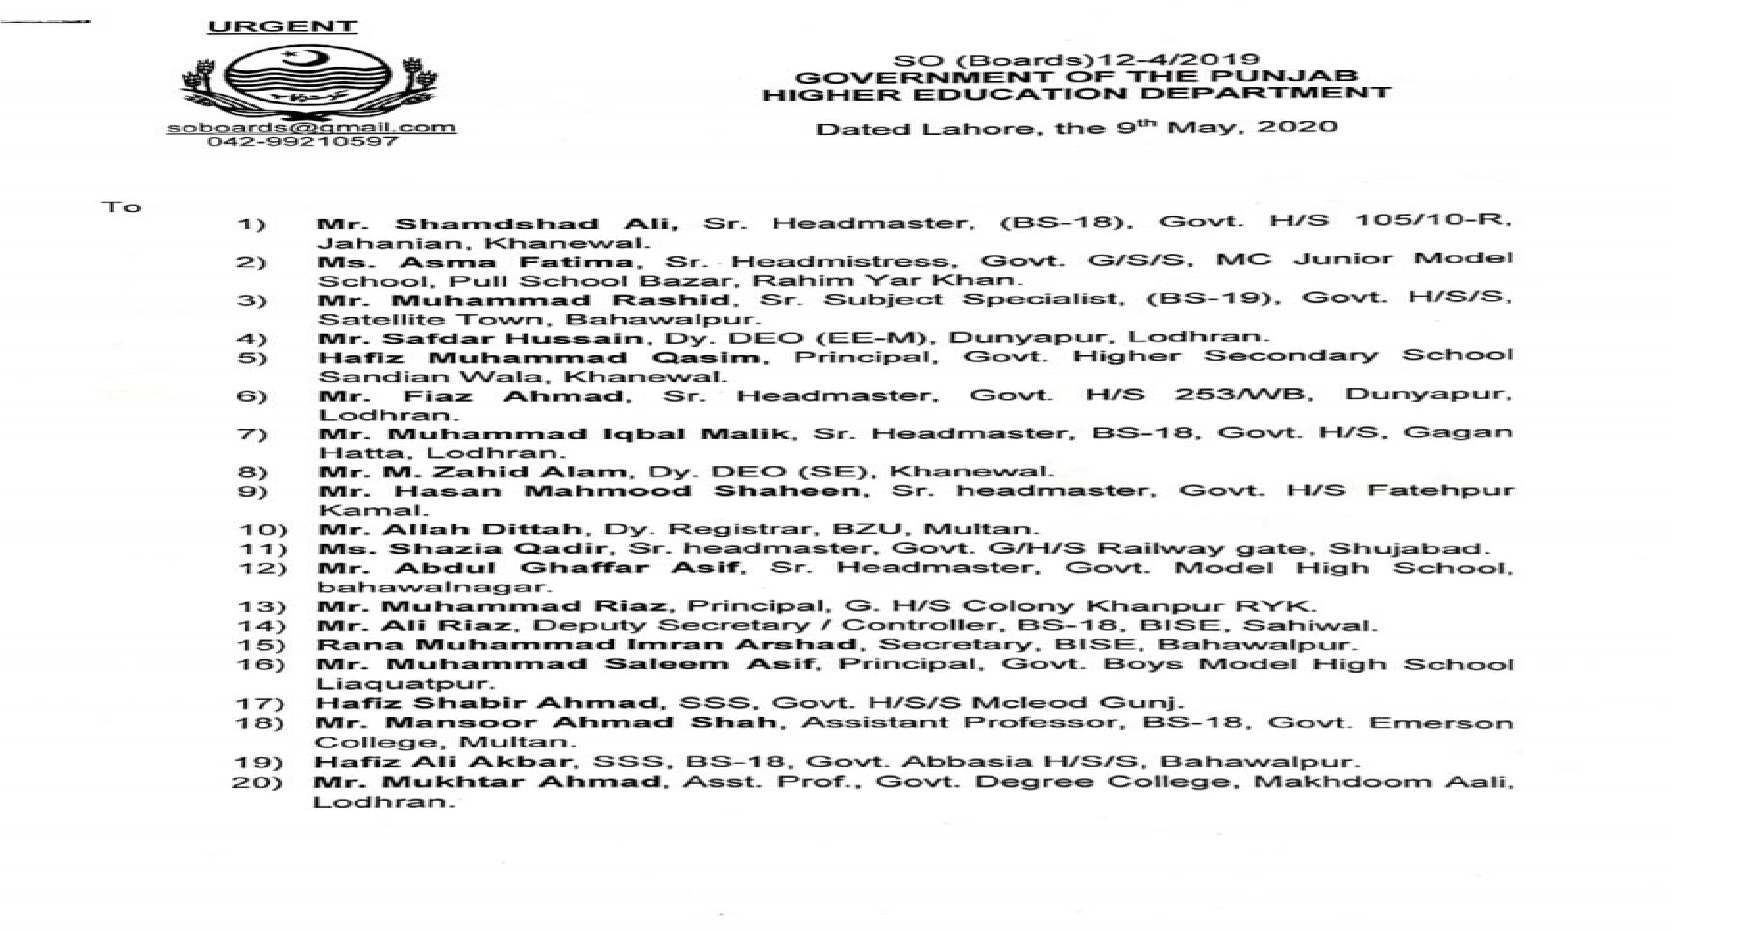 URGENT
soboards@gmail.com
042-99210597
SO (Boards)12-4/2019
GOVERNMENT OF THE PUNJAB
HIGHER EDUCATION DEPARTMENT
Dated Lahore, the 9th May, 2020
To
1) Mr. Shamdshad Ali, Sr. Headmaster, (BS-18), Govt. H/S 105/10-R,
Jahanian, Khanewal.
2) Ms. Asma Fatima, Sr. Headmistress, Govt. G/S/S, MC Junior Model
School, Pull School Bazar, Rahim Yar Khan.
3) Mr. Muhammad Rashid, Sr. Subject Specialist, (BS-19), Govt. H/S/S,
Satellite Town, Bahawalpur.
4) Mr. Safdar Hussain, Dy. DEO (EE-M), Dunyapur, Lodhran.
5) Hafiz Muhammad Qasim, Principal, Govt. Higher Secondary School
Sandian Wala, Khanewal.
6) Mr. Fiaz Ahmad, Sr. Headmaster, Govt. H/S 253/WB, Dunyapur,
Lodhran.
7) Mr. Muhammad Iqbal Malik, Sr. Headmaster, BS-18, Govt. H/S, Gagan
Hatta, Lodhran.
8) Mr. M. Zahid Alam, Dy. DEO (SE), Khanewal.
9) Mr. Hasan Mahmood Shaheen, Sr. headmaster, Govt. H/S Fatehpur
Kamal.
10) Mr. Allah Dittah, Dy. Registrar, BZU, Multan.
11) Ms. Shazia Qadir, Sr. headmaster, Govt. G/H/S Railway gate, Shujabad.
12) Mr. Abdul Ghaffar Asif, Sr. Headmaster, Govt. Model High School,
bahawalnagar.
13) Mr. Muhammad Riaz, Principal, G. H/S Colony Khanpur RYK.
14) Mr. Ali Riaz, Deputy Secretary / Controller, BS-18, BISE, Sahiwal.
15) Rana Muhammad Imran Arshad, Secretary, BISE, Bahawalpur.
16) Mr. Muhammad Saleem Asif, Principal, Govt. Boys Model High School
Liaquatpur.
17) Hafiz Shabir Ahmad, SSS, Govt. H/S/S Mcleod Gunj.
18) Mr. Mansoor Ahmad Shah, Assistant Professor, BS-18, Govt. Emerson
College, Multan.
19) Hafiz Ali Akbar, SSS, BS-18, Govt. Abbasia H/S/S, Bahawalpur.
20) Mr. Mukhtar Ahmad, Asst. Prof., Govt. Degree College, Makhdoom Aali,
Lodhran.